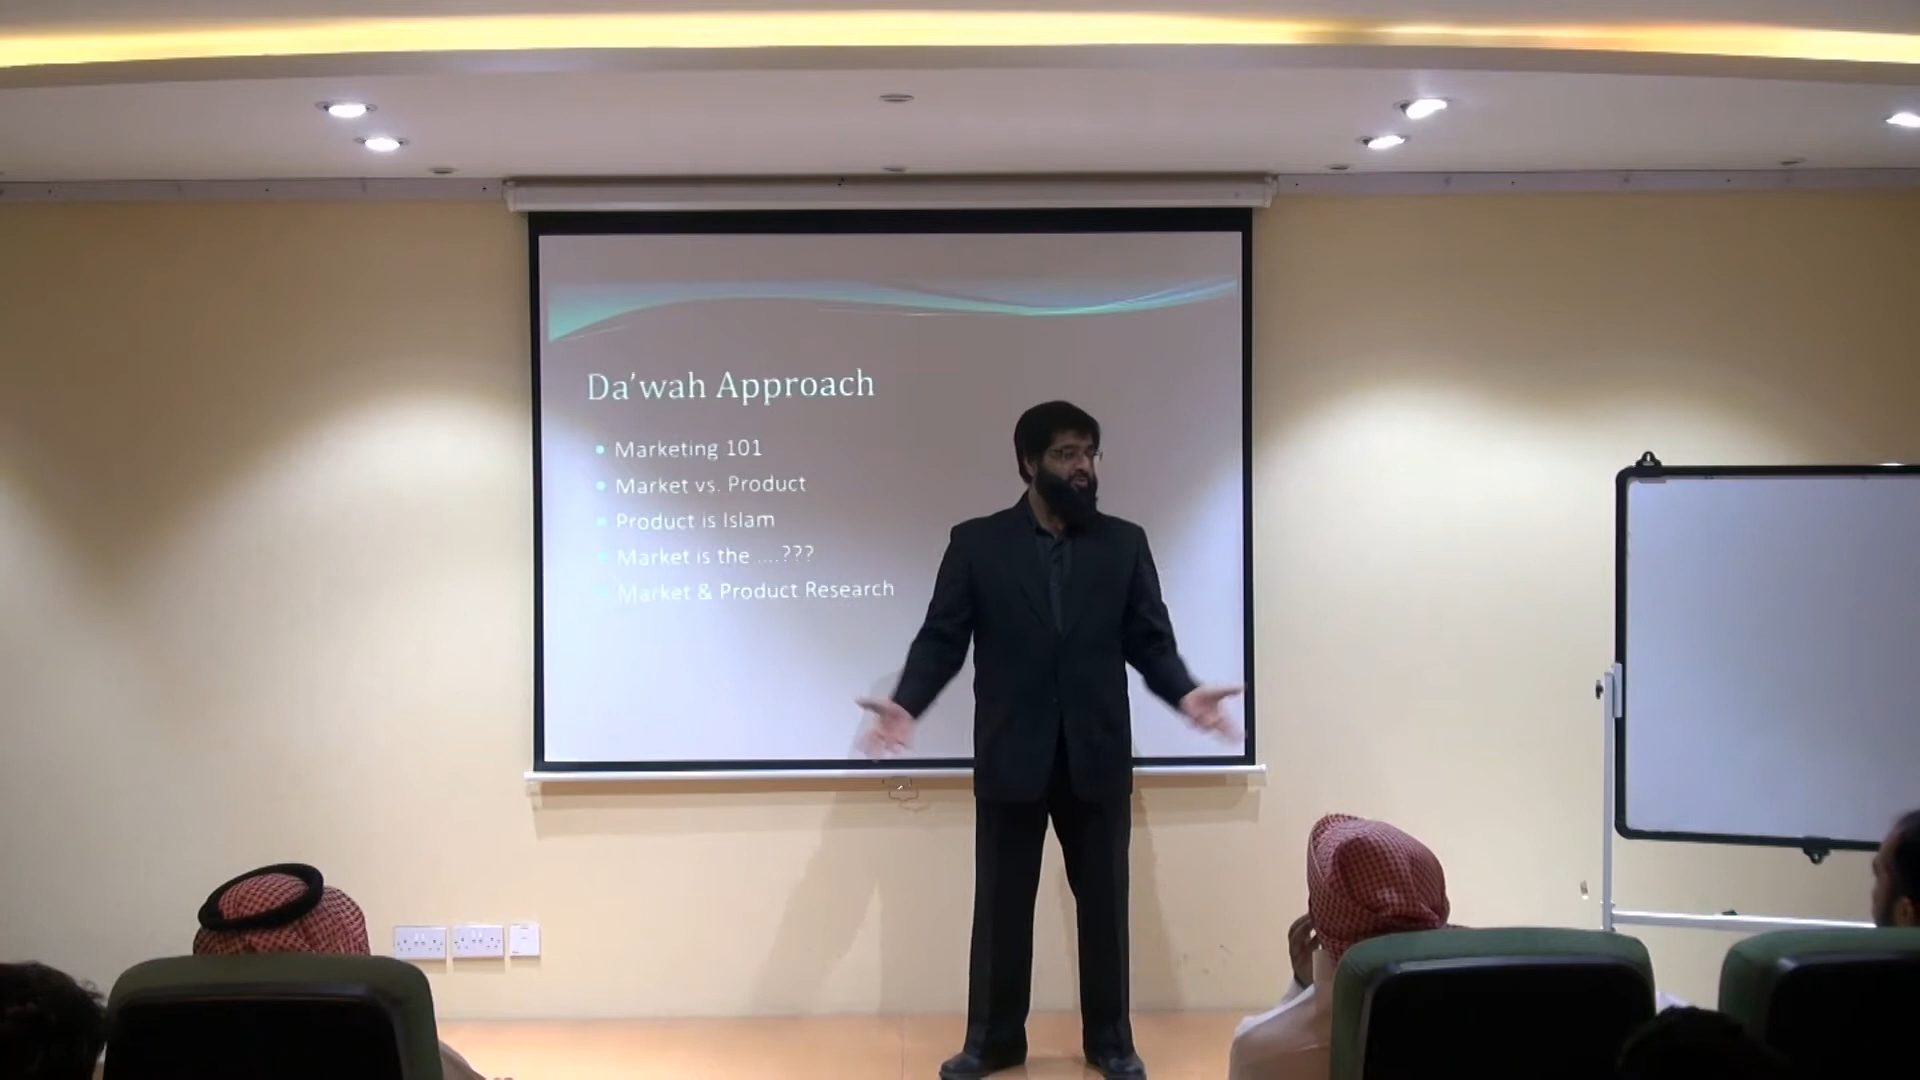 Da'wah Approach
• Marketing 101
• Market vs. Product
• Product is Islam
• Market is the ....???
• Market & Product Research